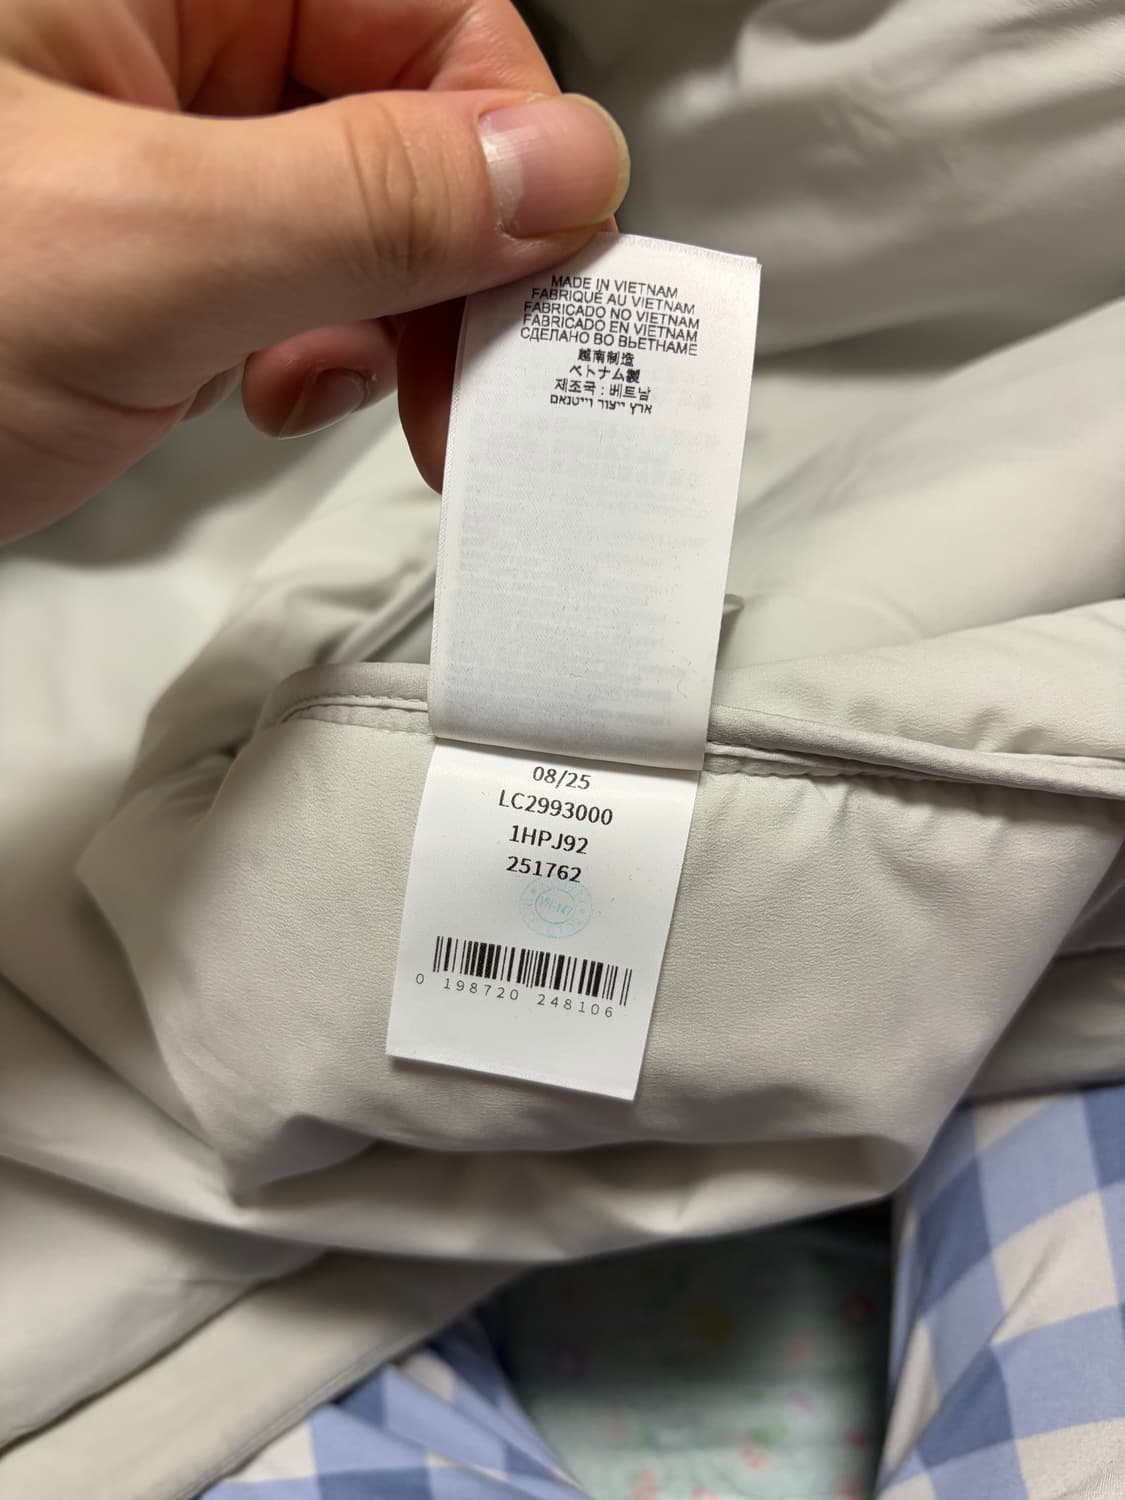 MADE IN VIETNAM
FABRIQUÉ AU VIETNAM
FABRICADO NO VIETNAM
FABRICADO EN VIETNAM
СДЕЛАНО ВО ВЬЕТНАМЕ
越南制造
ベトナム製
제조국 : 베트남
ארץ ייצור וייטנאם
08/25
LC2993000
1HPJ92
251762
VH-147
0 198720 248106